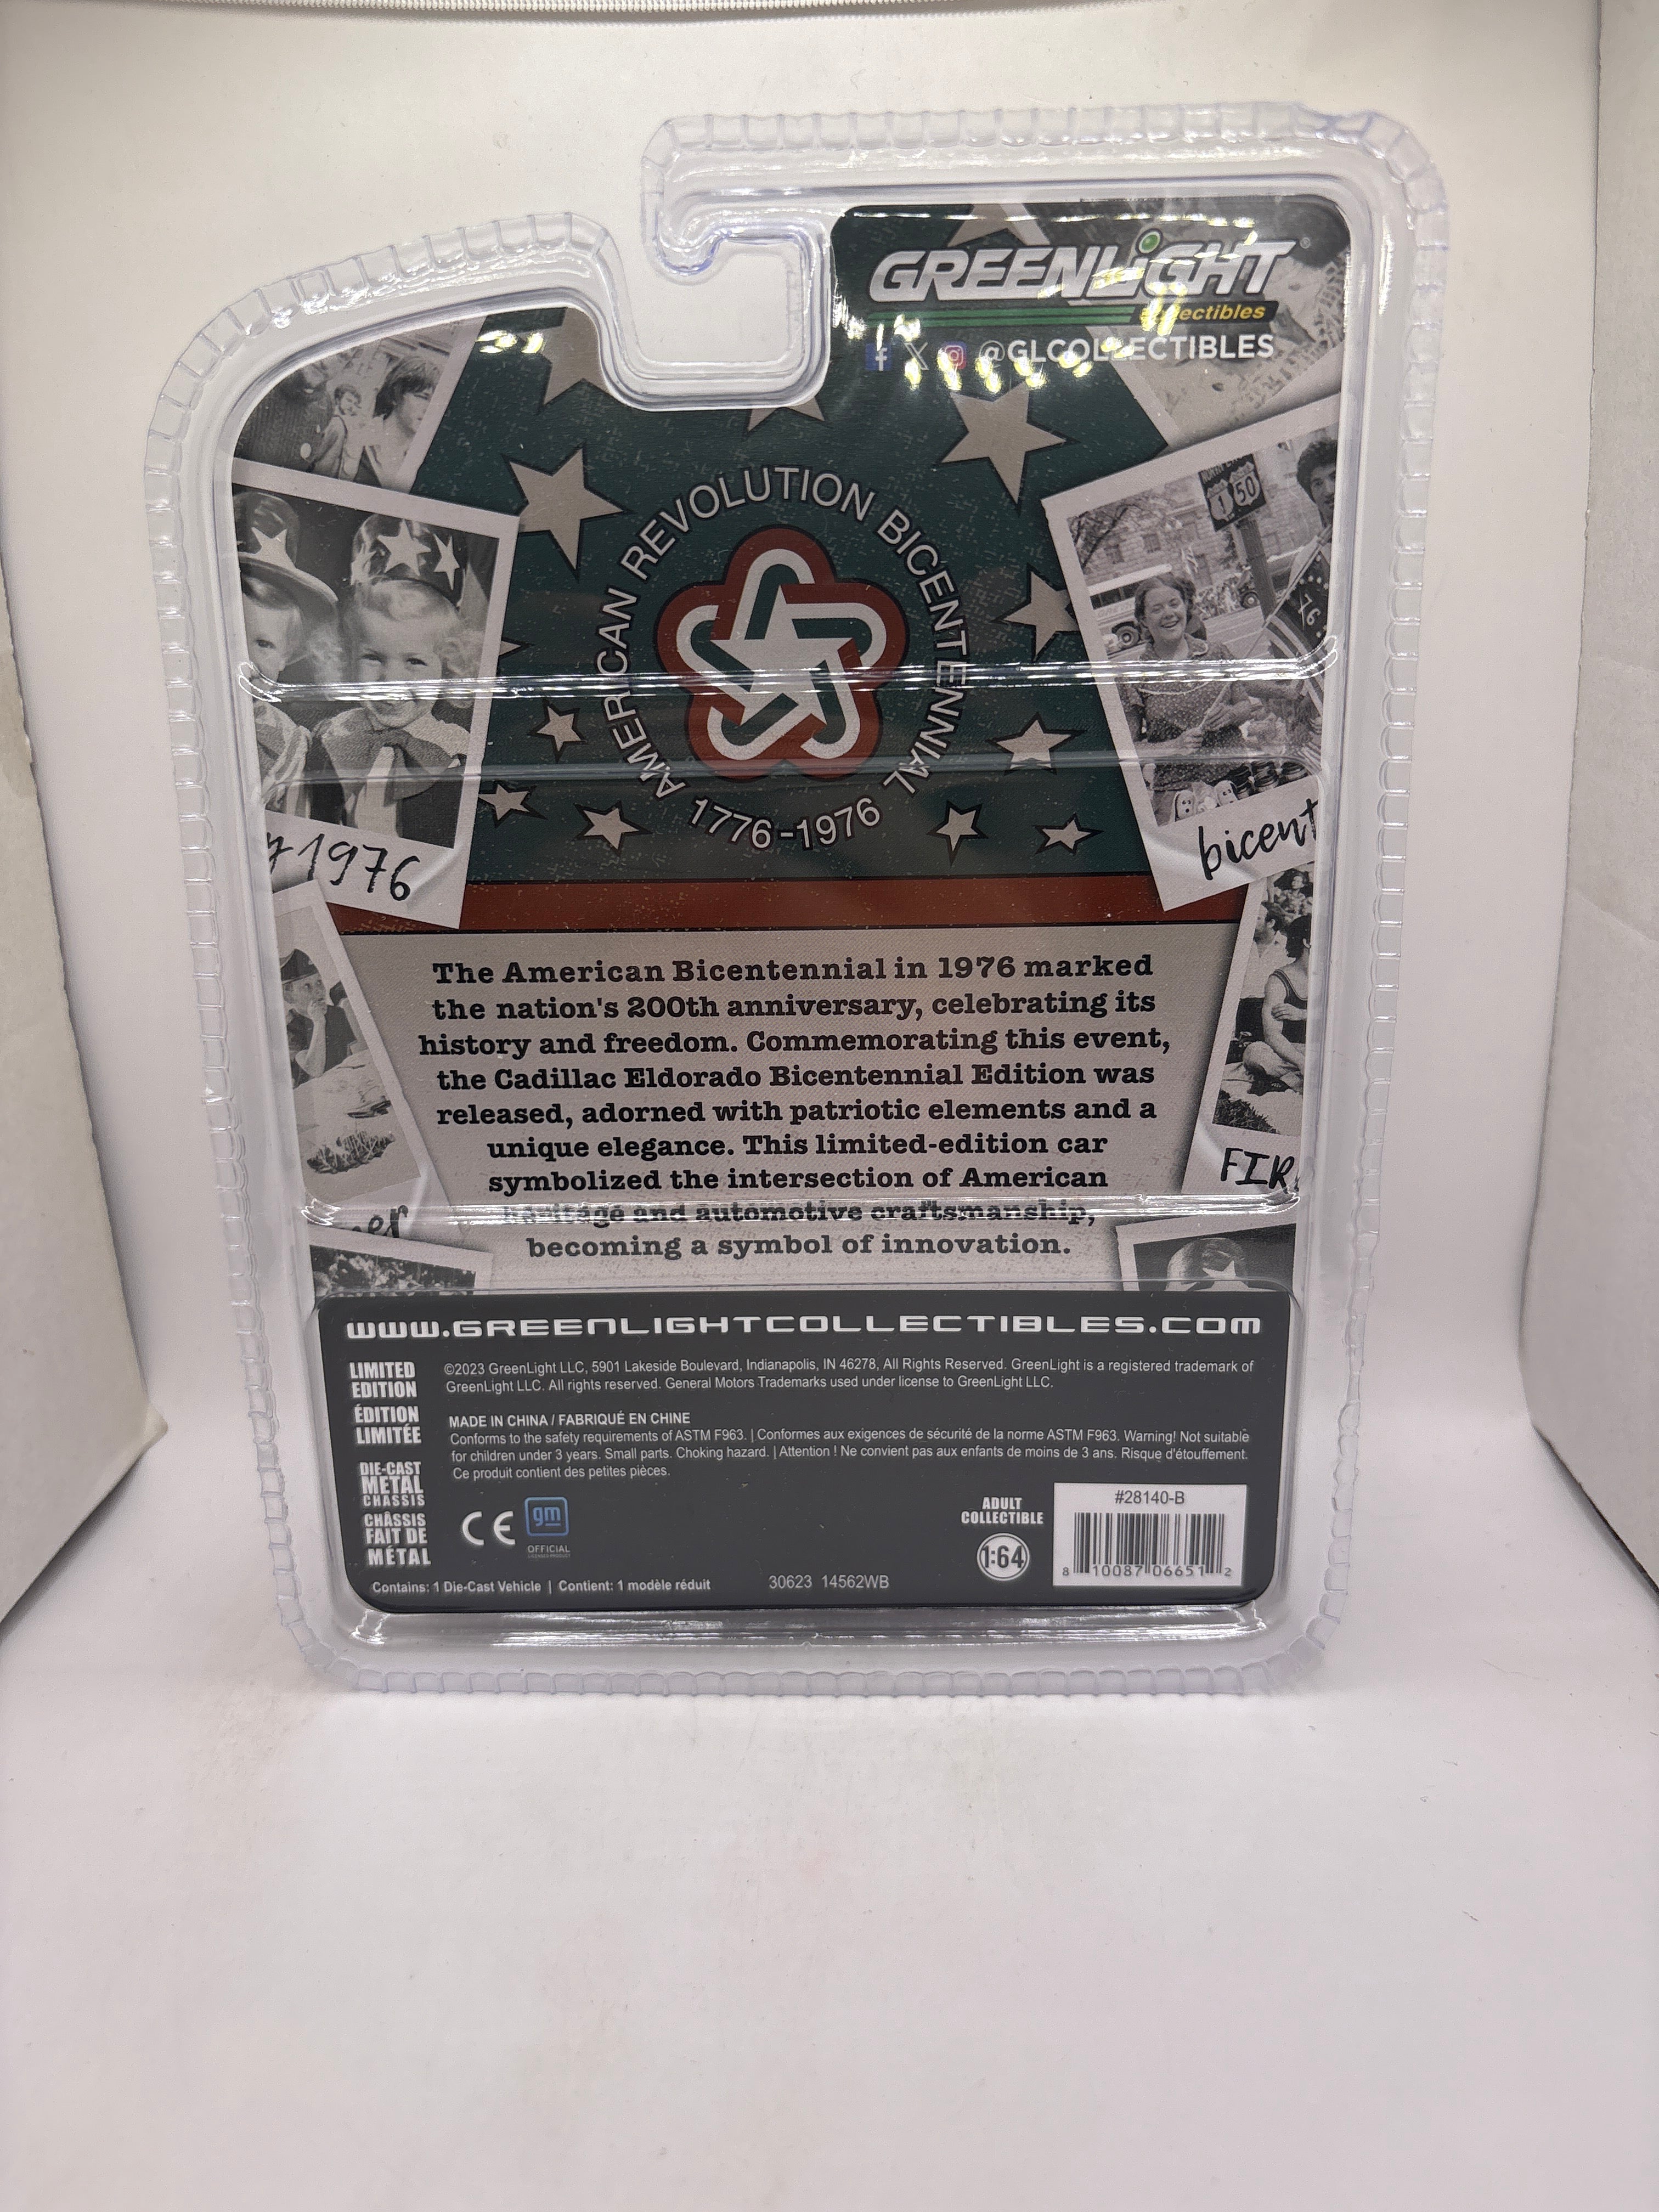 GREENLiGHT
collectibles
@GLCOLLECTIBLES
NORTH
1 50
76
AMERICAN REVOLUTION BICENTENNIAL
1776-1976
1976
bicent
The American Bicentennial in 1976 marked
the nation's 200th anniversary, celebrating its
history and freedom. Commemorating this event,
the Cadillac Eldorado Bicentennial Edition was
released, adorned with patriotic elements and a
unique elegance. This limited-edition car
symbolized the intersection of American
heritage and automotive craftsmanship,
becoming a symbol of innovation.
FIR
er
www.GREENLIGHTCOLLECTIBLES.com
LIMITED
EDITION
ÉDITION
LIMITÉE
DIE-CAST
METAL
CHASSIS
CHÂSSIS
FAIT DE
MÉTAL
©2023 GreenLight LLC, 5901 Lakeside Boulevard, Indianapolis, IN 46278, All Rights Reserved. GreenLight is a registered trademark of
GreenLight LLC. All rights reserved. General Motors Trademarks used under license to GreenLight LLC.
MADE IN CHINA / FABRIQUÉ EN CHINE
Conforms to the safety requirements of ASTM F963. | Conformes aux exigences de sécurité de la norme ASTM F963. Warning! Not suitable
for children under 3 years. Small parts. Choking hazard. | Attention ! Ne convient pas aux enfants de moins de 3 ans. Risque d'étouffement.
Ce produit contient des petites pièces.
CE
gm
OFFICIAL
LICENSED PRODUCT
ADULT
COLLECTIBLE
1:64
#28140-B
8 10087 06651 2
Contains: 1 Die-Cast Vehicle | Contient: 1 modèle réduit
30623 14562WB